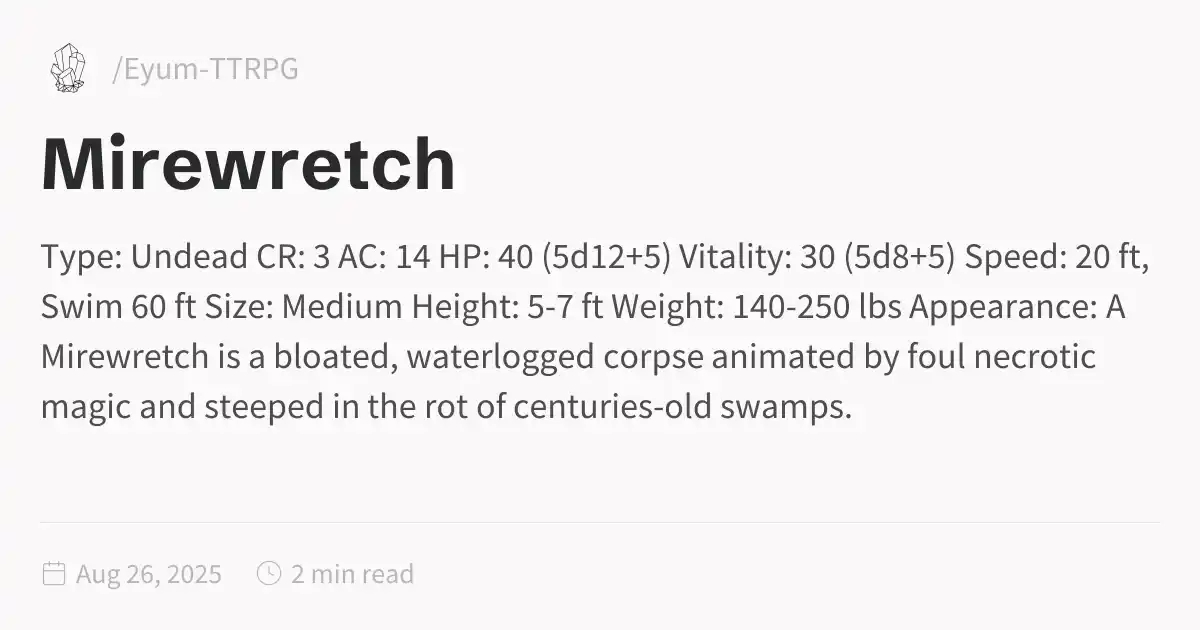 /Eyum-TTRPG
Mirewretch
Type: Undead CR: 3 AC: 14 HP: 40 (5d12+5) Vitality: 30 (5d8+5) Speed: 20 ft,
Swim 60 ft Size: Medium Height: 5-7 ft Weight: 140-250 lbs Appearance: A
Mirewretch is a bloated, waterlogged corpse animated by foul necrotic
magic and steeped in the rot of centuries-old swamps.
Aug 26, 2025 2 min read